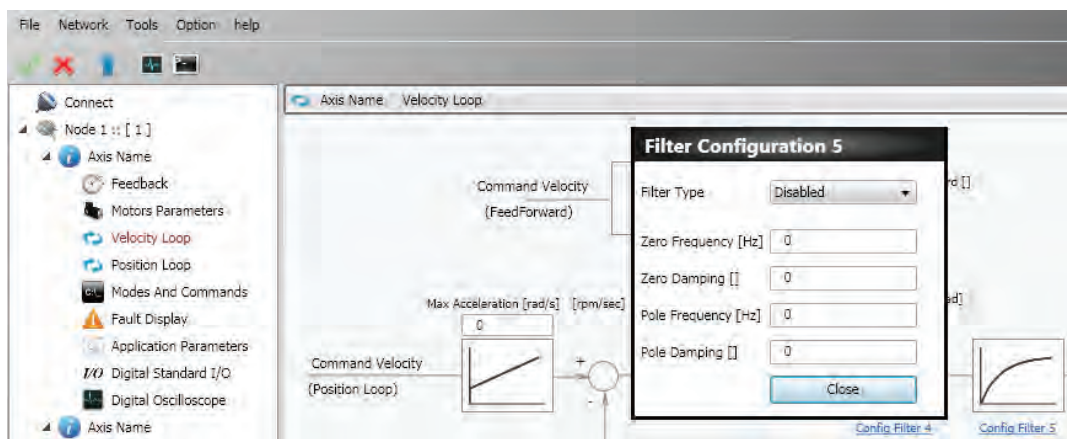 File Network Tools Option help
Connect
Node 1 :: [ 1 ]
Axis Name
Feedback
Motors Parameters
Velocity Loop
Position Loop
Modes And Commands
Fault Display
Application Parameters
I/O Digital Standard I/O
Digital Oscilloscope
Axis Name
Axis Name Velocity Loop
Command Velocity
(FeedForward)
Max Acceleration [rad/s] [rpm/sec]
0
Command Velocity
(Position Loop)
+
-
Filter Configuration 5
Filter Type Disabled
Zero Frequency [Hz] 0
Zero Damping [] 0
Pole Frequency [Hz] 0
Pole Damping [] 0
Close
Config Filter 4
Config Filter 5